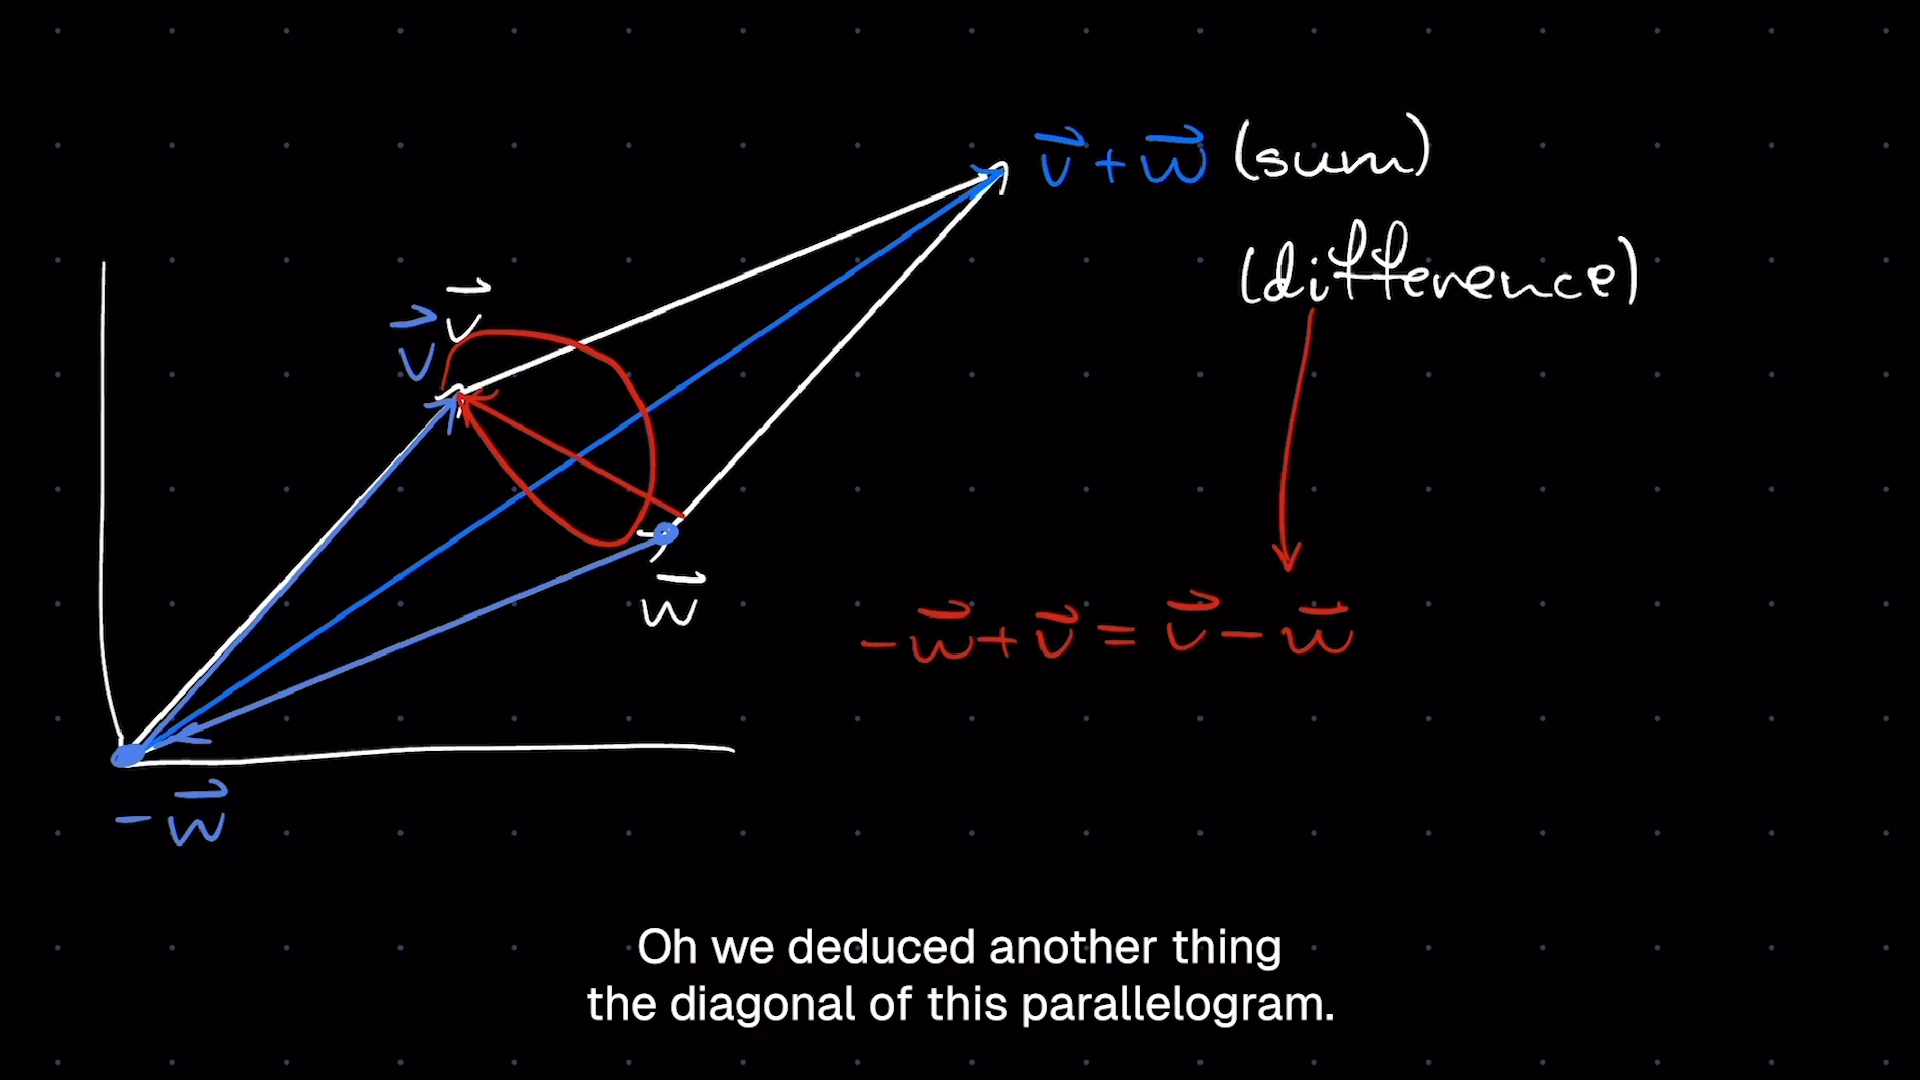 v⃗ + w⃗ (sum)
(difference)
v⃗
v⃗
w⃗
-w⃗ + v⃗ = v⃗ - w⃗
-w⃗
Oh we deduced another thing
the diagonal of this parallelogram.